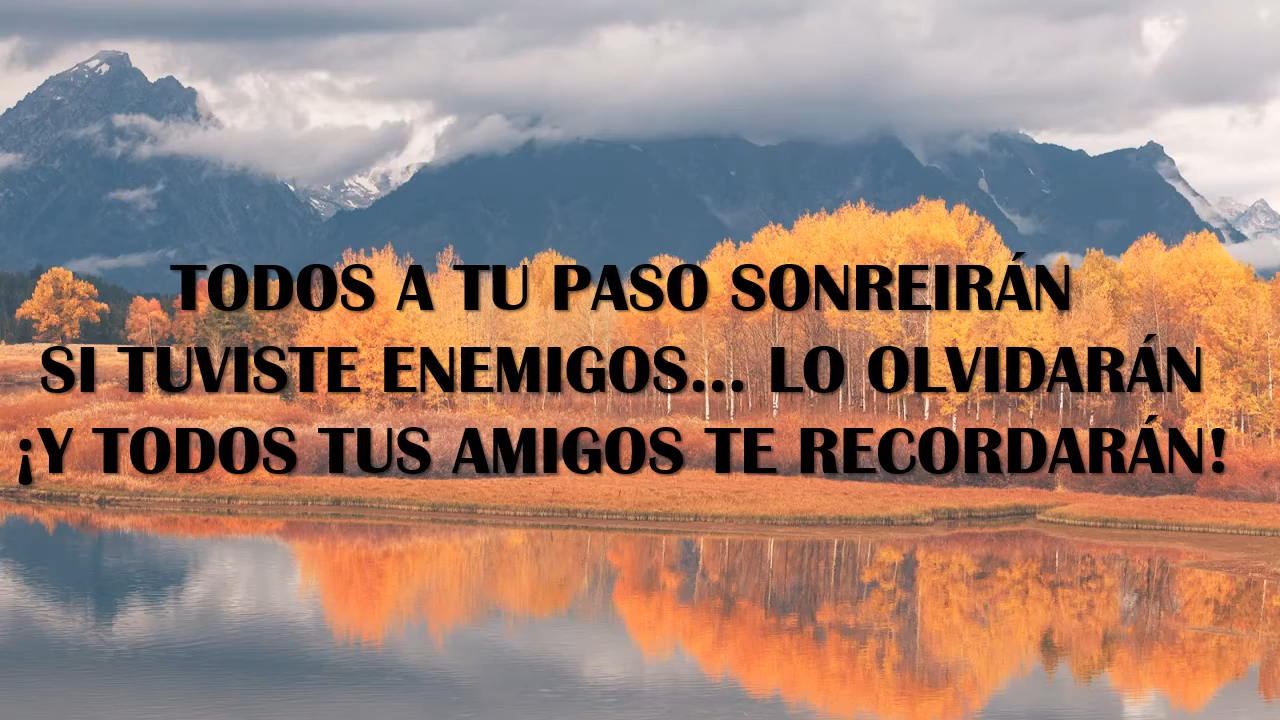 TODOS A TU PASO SONREIRÁN
SI TUVISTE ENEMIGOS... LO OLVIDARÁN
¡Y TODOS TUS AMIGOS TE RECORDARÁN!